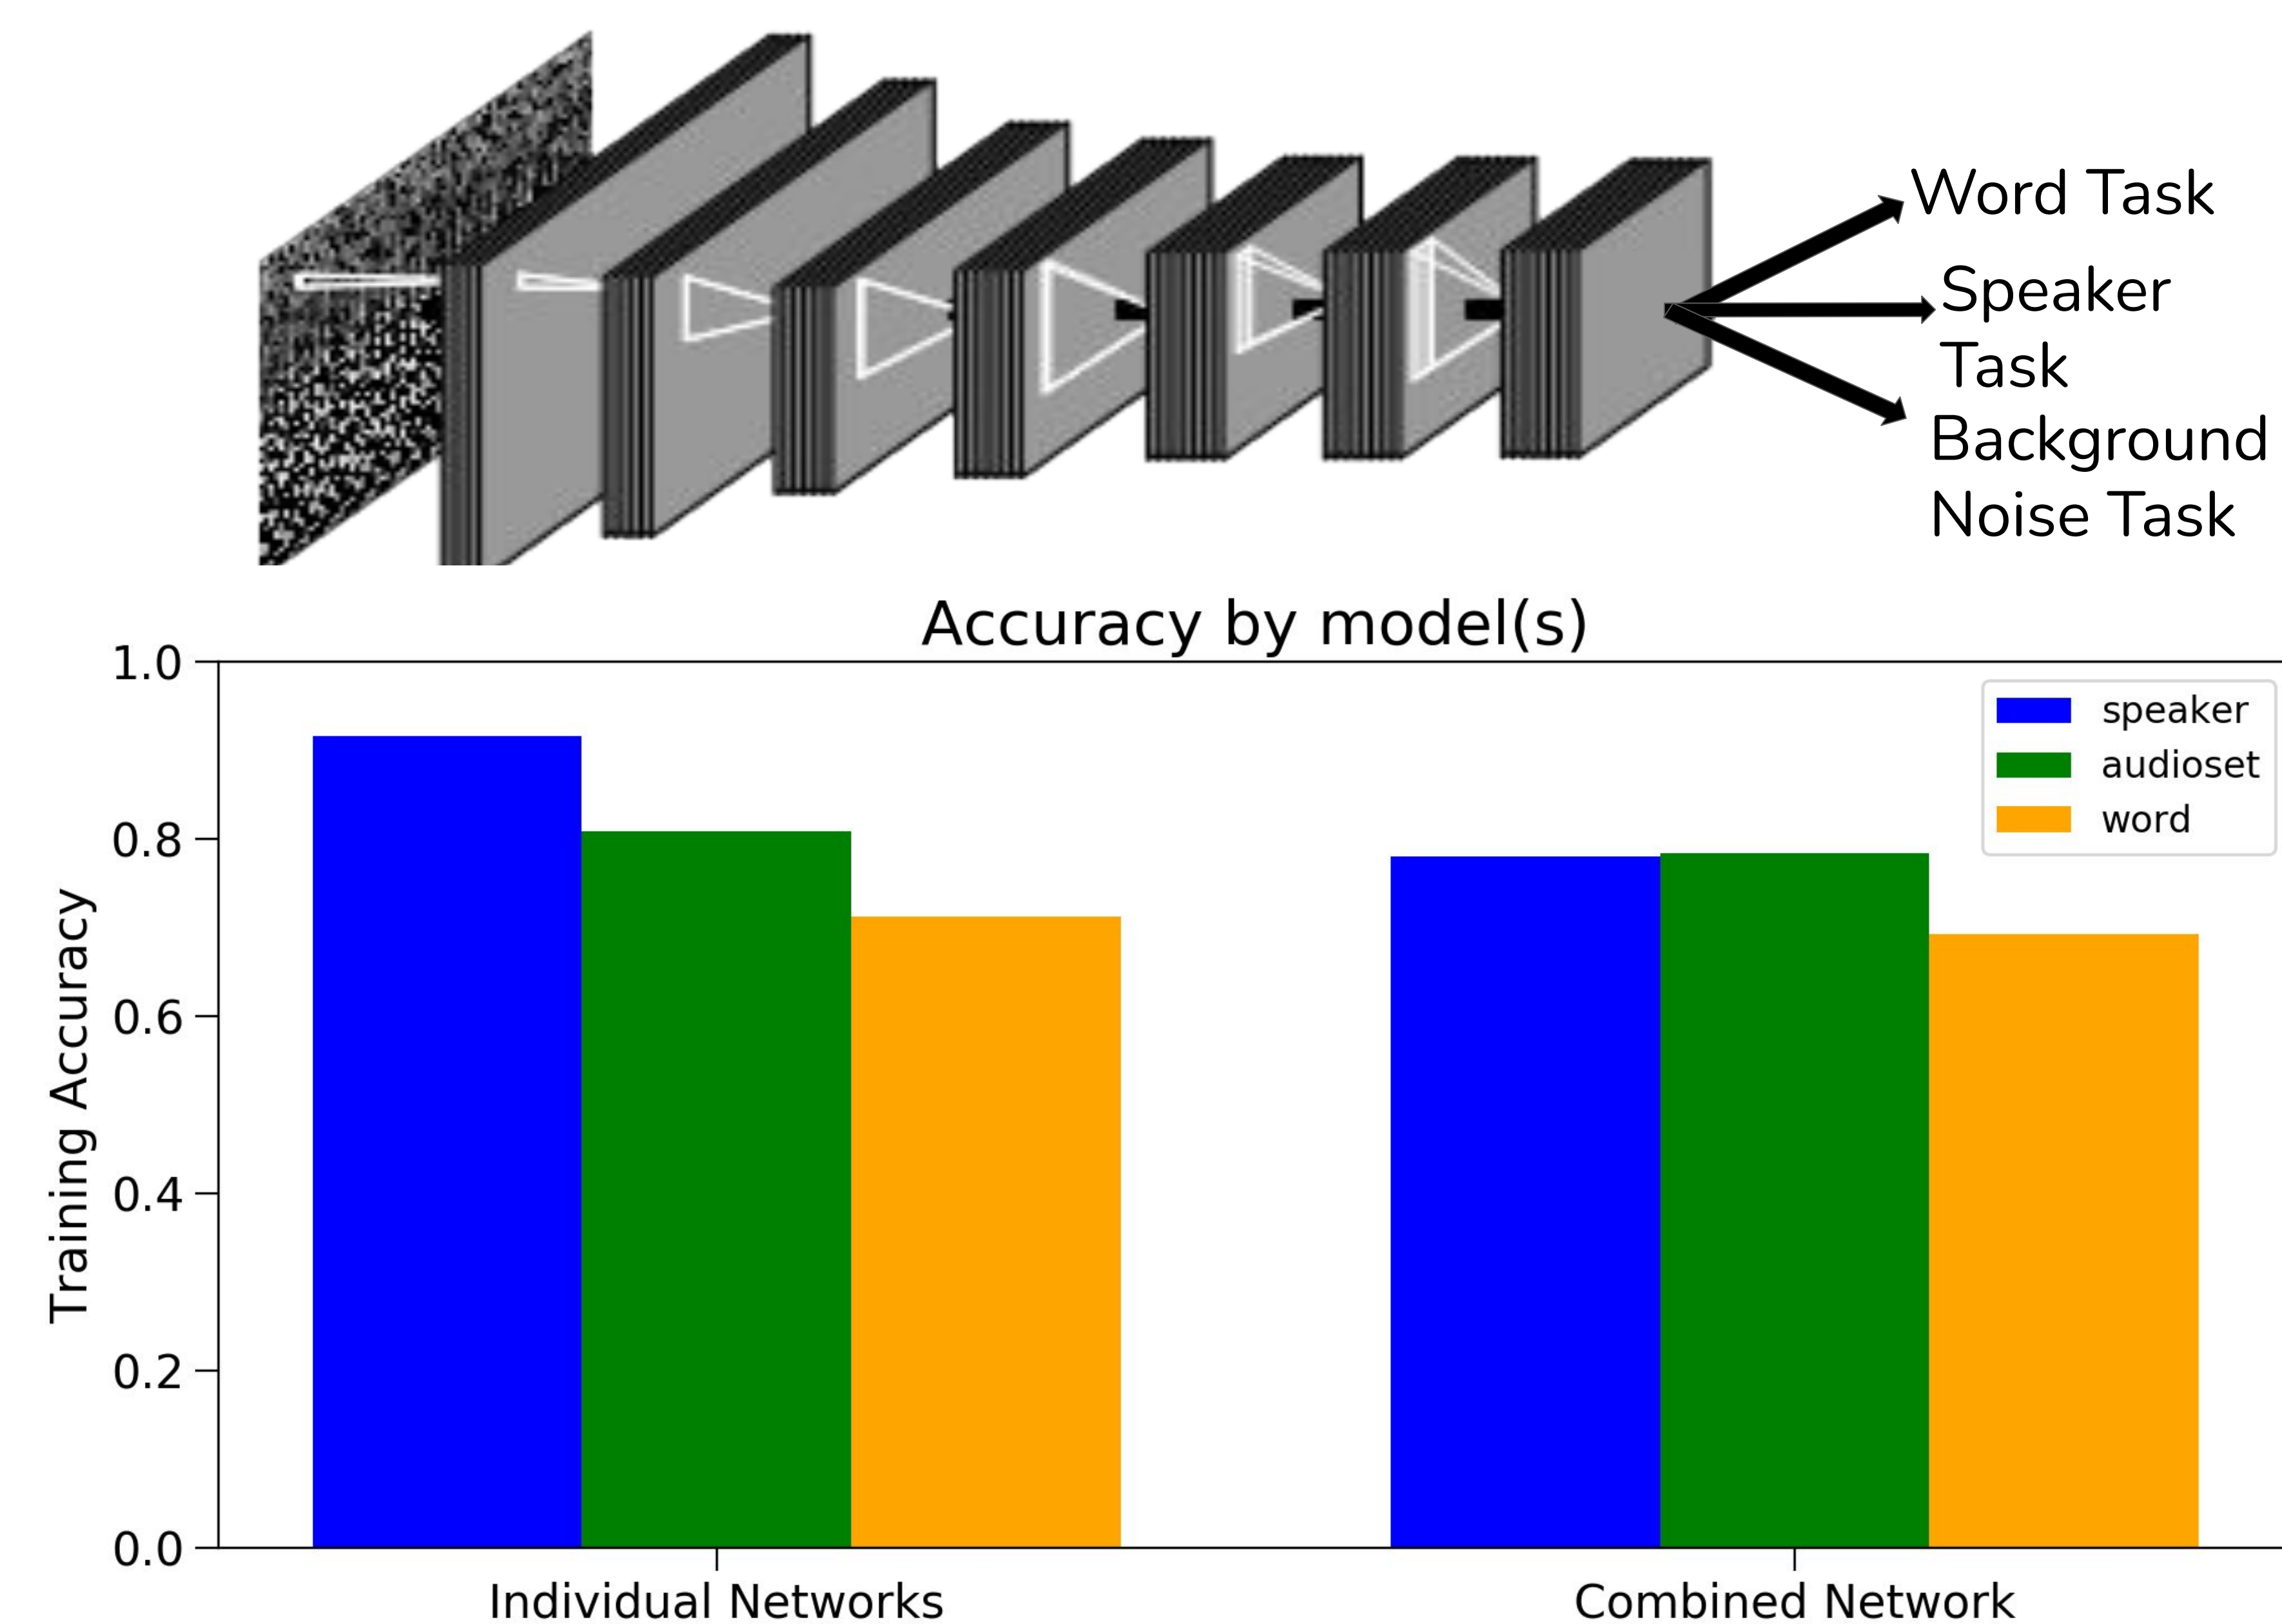 Word Task
Speaker
Task
Background
Noise Task
Accuracy by model(s)
1.0
0.8
0.6
0.4
0.2
0.0
Training Accuracy
speaker
audioset
word
Individual Networks
Combined Network